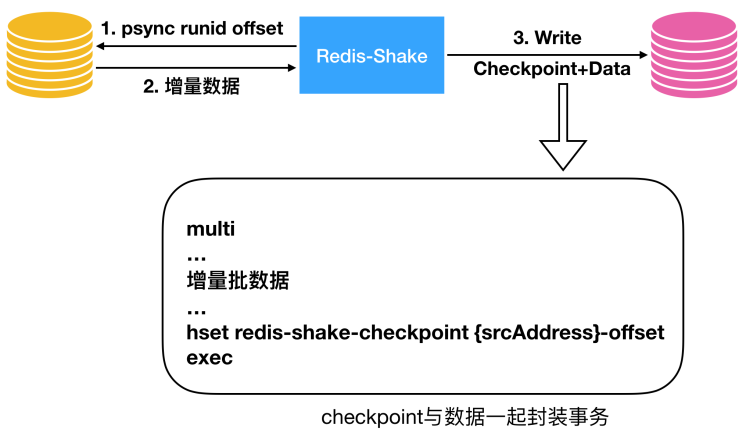 1. psync runid offset
Redis-Shake
2. 增量数据
3. Write
Checkpoint+Data
multi
...
增量批数据
...
hset redis-shake-checkpoint {srcAddress}-offset
exec
checkpoint与数据一起封装事务